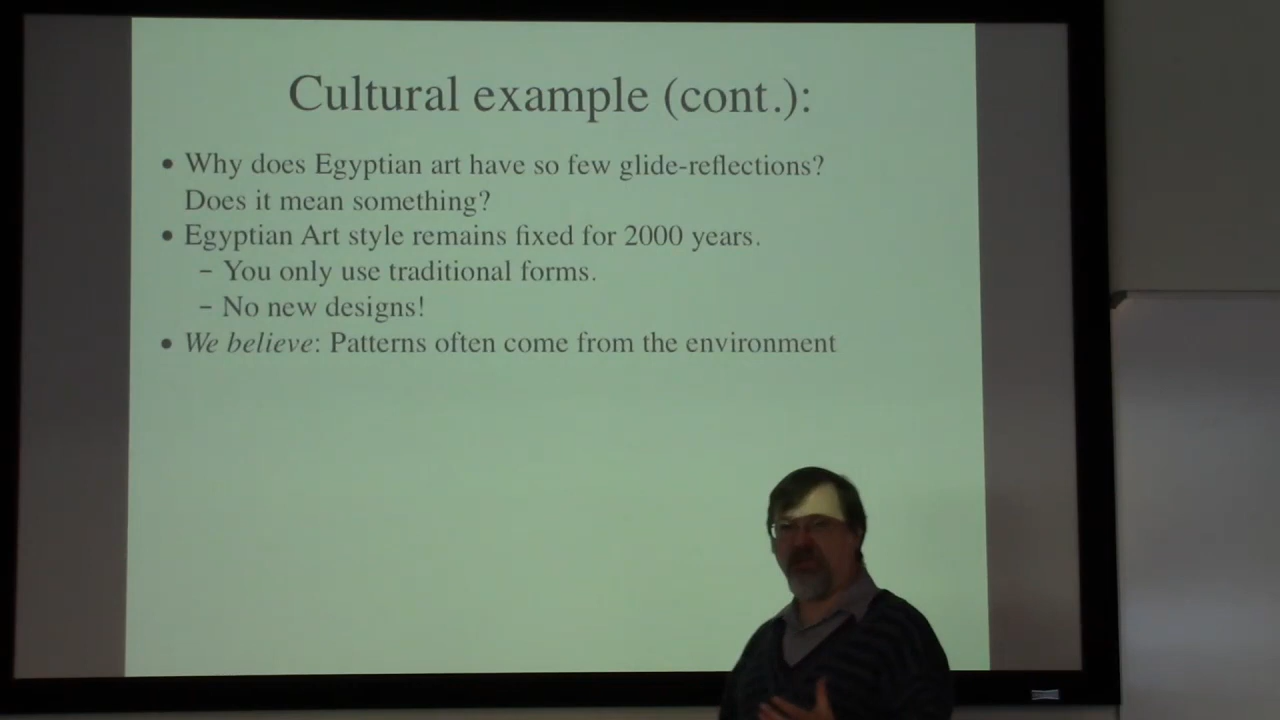 Cultural example (cont.):
• Why does Egyptian art have so few glide-reflections?
Does it mean something?
• Egyptian Art style remains fixed for 2000 years.
– You only use traditional forms.
– No new designs!
• We believe: Patterns often come from the environment